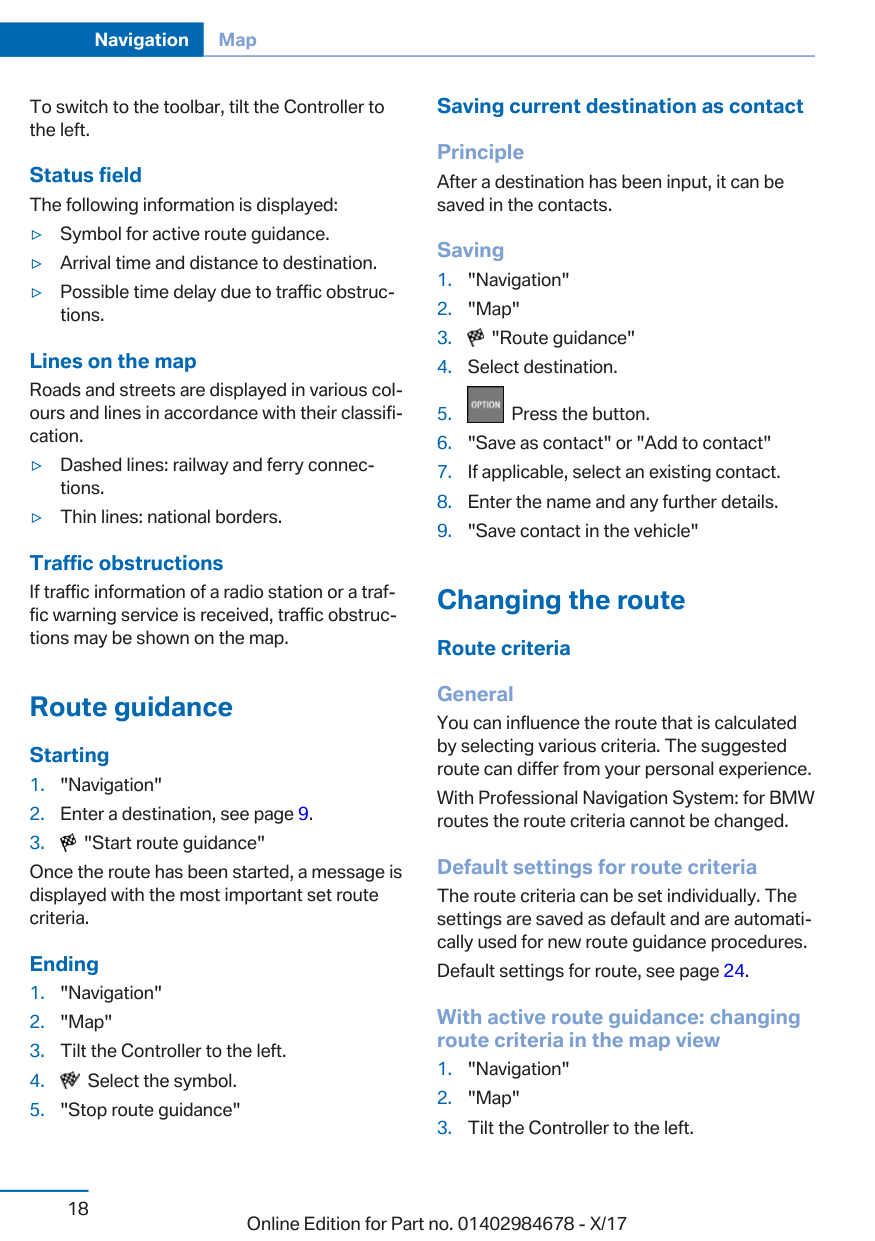 Navigation Map
To switch to the toolbar, tilt the Controller to
the left.
Status field
The following information is displayed:
▷ Symbol for active route guidance.
▷ Arrival time and distance to destination.
▷ Possible time delay due to traffic obstruc-
tions.
Lines on the map
Roads and streets are displayed in various col-
ours and lines in accordance with their classifi-
cation.
▷ Dashed lines: railway and ferry connec-
tions.
▷ Thin lines: national borders.
Traffic obstructions
If traffic information of a radio station or a traf-
fic warning service is received, traffic obstruc-
tions may be shown on the map.
Route guidance
Starting
1. "Navigation"
2. Enter a destination, see page 9.
3. "Start route guidance"
Once the route has been started, a message is
displayed with the most important set route
criteria.
Ending
1. "Navigation"
2. "Map"
3. Tilt the Controller to the left.
4. Select the symbol.
5. "Stop route guidance"
Saving current destination as contact
Principle
After a destination has been input, it can be
saved in the contacts.
Saving
1. "Navigation"
2. "Map"
3. "Route guidance"
4. Select destination.
5. OPTION Press the button.
6. "Save as contact" or "Add to contact"
7. If applicable, select an existing contact.
8. Enter the name and any further details.
9. "Save contact in the vehicle"
Changing the route
Route criteria
General
You can influence the route that is calculated
by selecting various criteria. The suggested
route can differ from your personal experience.
With Professional Navigation System: for BMW
routes the route criteria cannot be changed.
Default settings for route criteria
The route criteria can be set individually. The
settings are saved as default and are automati-
cally used for new route guidance procedures.
Default settings for route, see page 24.
With active route guidance: changing
route criteria in the map view
1. "Navigation"
2. "Map"
3. Tilt the Controller to the left.
18
Online Edition for Part no. 01402984678 - X/17